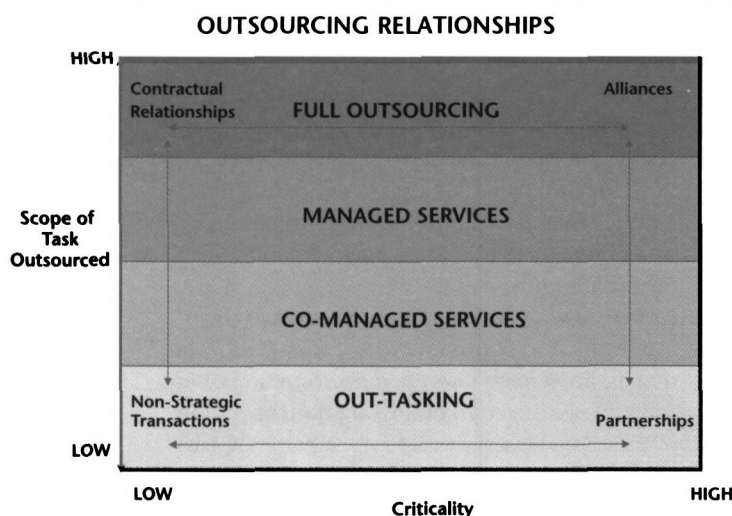 OUTSOURCING RELATIONSHIPS
HIGH
Contractual
Relationships
FULL OUTSOURCING
Alliances
MANAGED SERVICES
Scope of
Task
Outsourced
CO-MANAGED SERVICES
Non-Strategic
Transactions
OUT-TASKING
Partnerships
LOW
LOW
HIGH
Criticality